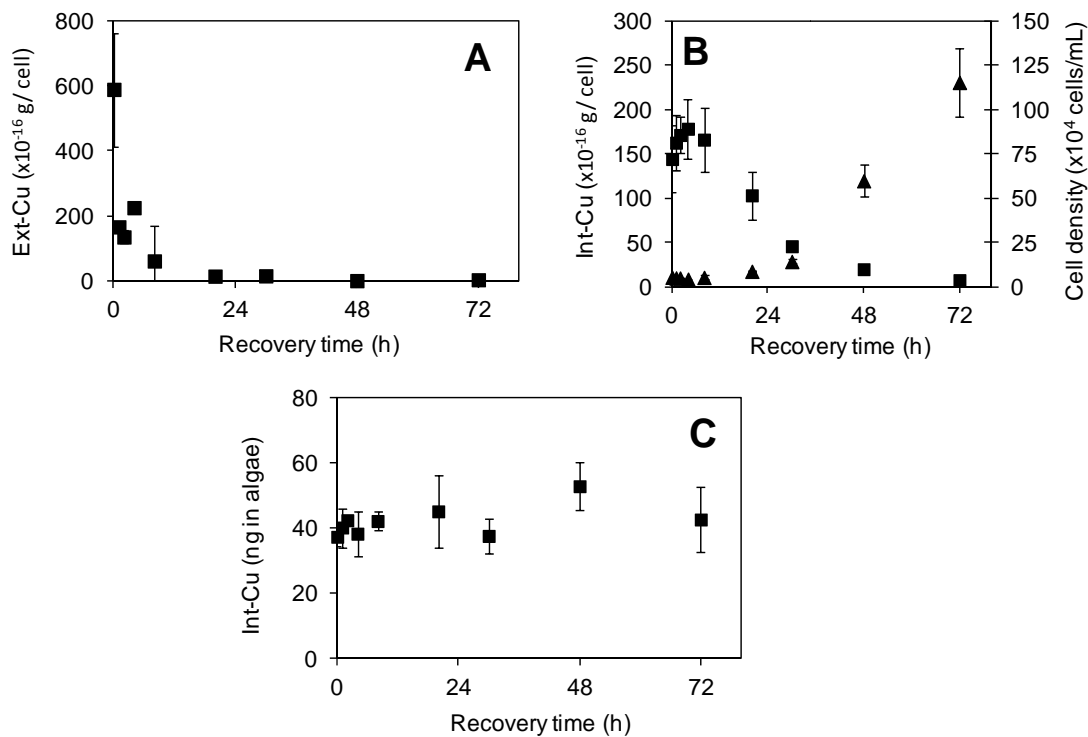 A
Ext-Cu (x10⁻¹⁶ g/ cell)
800
600
400
200
0
0 24 48 72
Recovery time (h)
B
Int-Cu (x10⁻¹⁶ g/ cell)
300
250
200
150
100
50
0
150
125
100
75
50
25
0
Cell density (x10⁴ cells/mL)
0 24 48 72
Recovery time (h)
C
Int-Cu (ng in algae)
80
60
40
20
0
0 24 48 72
Recovery time (h)